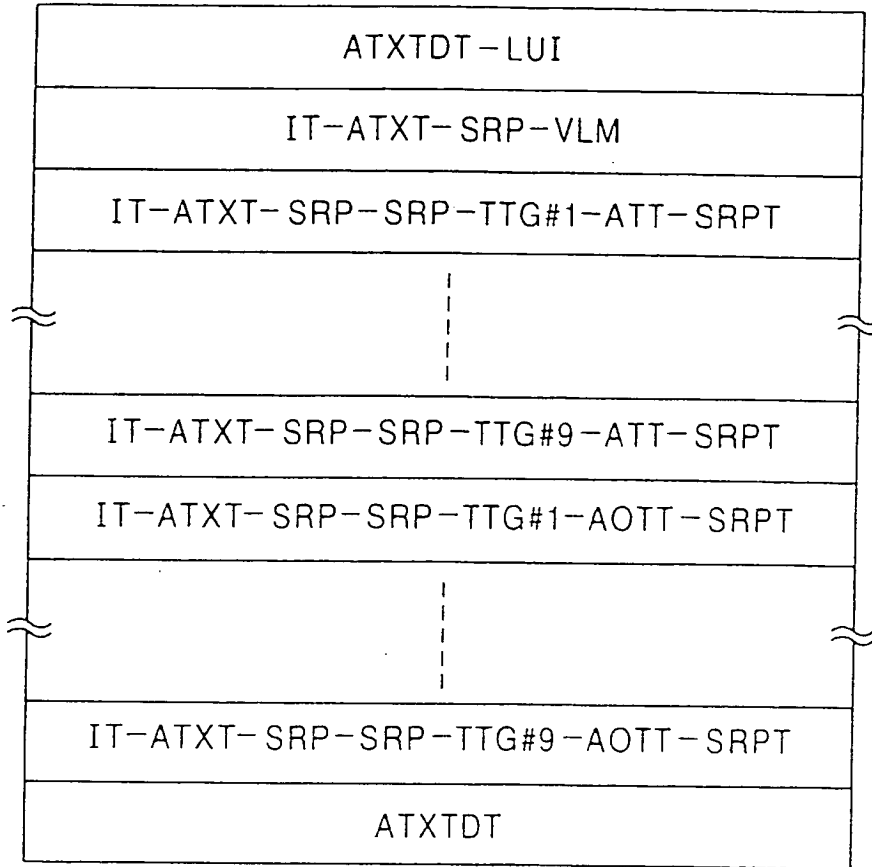 ATXTDT-LUI
IT-ATXT-SRP-VLM
IT-ATXT-SRP-SRP-TTG#1-ATT-SRPT
IT-ATXT-SRP-SRP-TTG#9-ATT-SRPT
IT-ATXT-SRP-SRP-TTG#1-AOTT-SRPT
IT-ATXT-SRP-SRP-TTG#9-AOTT-SRPT
ATXTDT